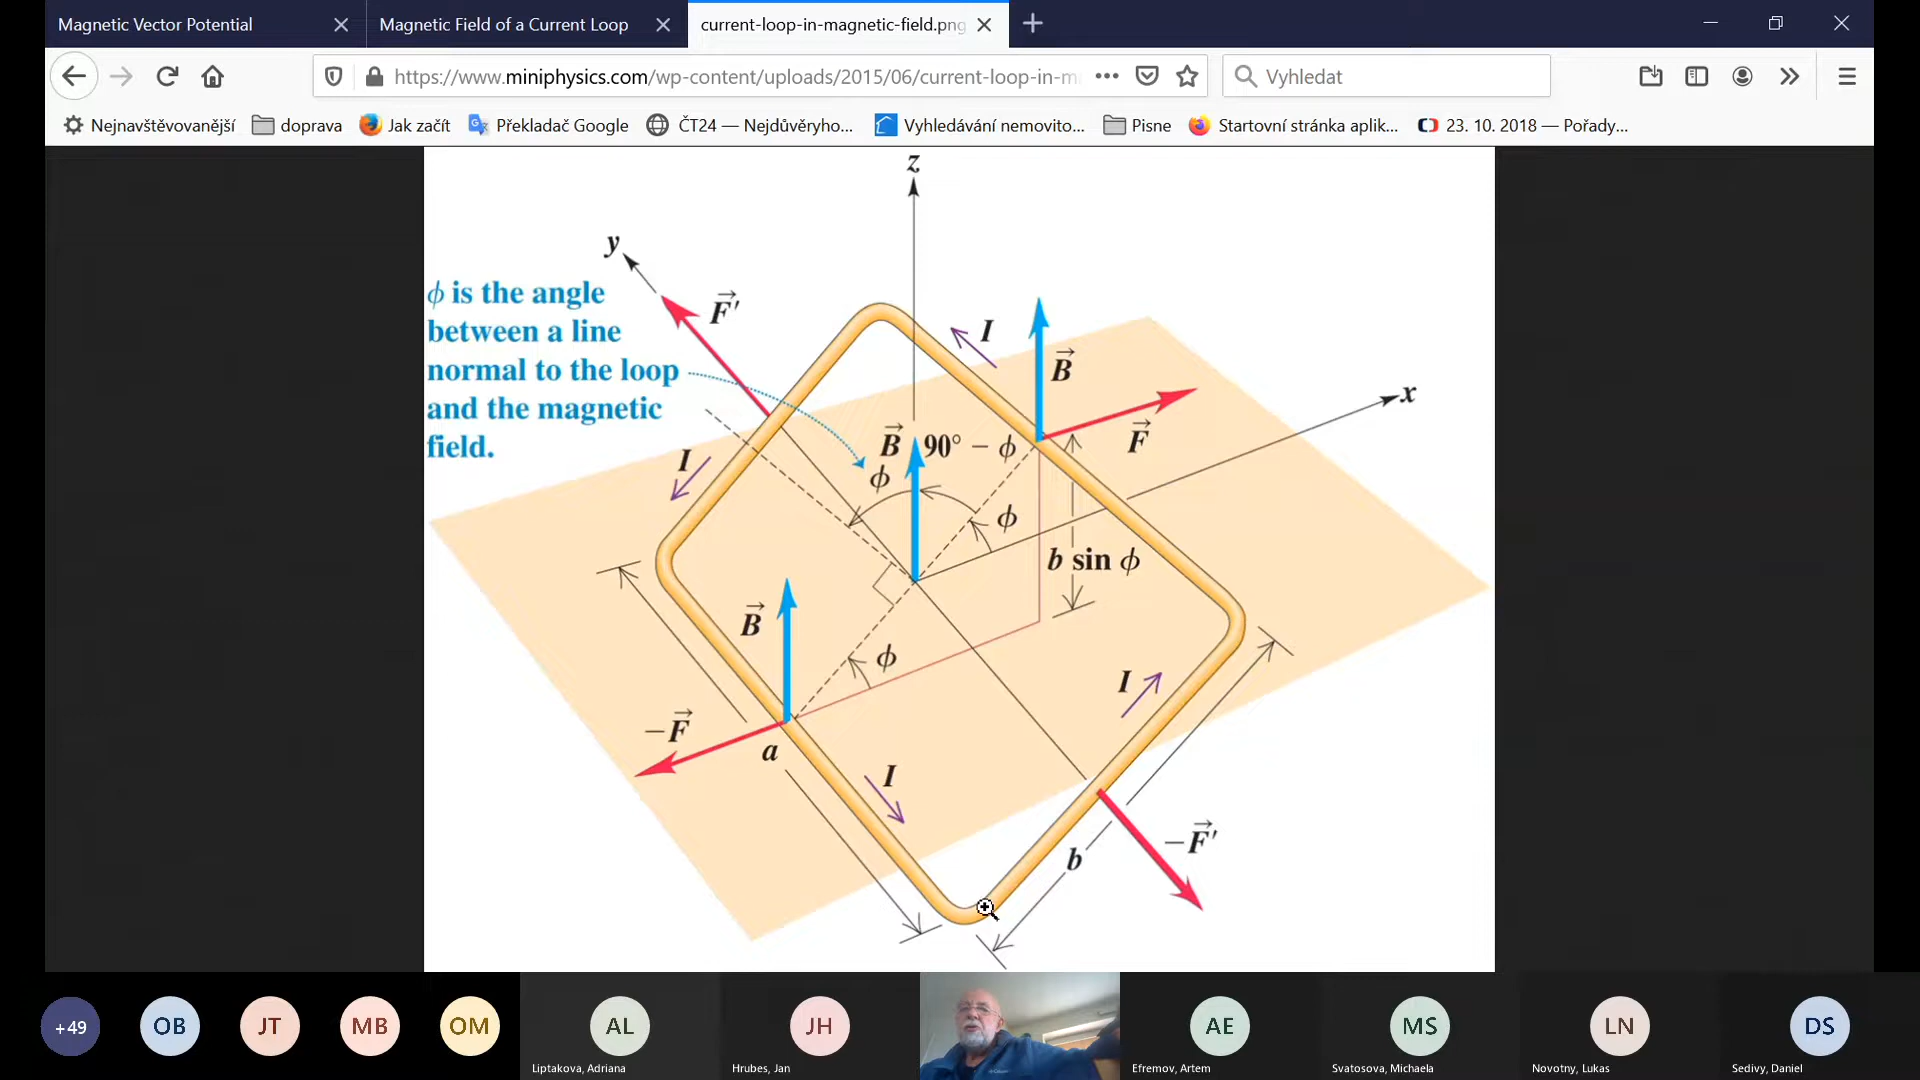 Magnetic Vector Potential
Magnetic Field of a Current Loop
current-loop-in-magnetic-field.png
https://www.miniphysics.com/wp-content/uploads/2015/06/current-loop-in-m
Vyhledat
Nejnavštěvovanější
doprava
Jak začít
Překladač Google
ČT24 — Nejdůvěryho...
Vyhledávání nemovito...
Pisne
Startovní stránka aplik...
23. 10. 2018 — Pořady...
z
y
ϕ is the angle
between a line
normal to the loop
and the magnetic
field.
F⃗′
I
B⃗
x
F⃗
B⃗
90° − ϕ
ϕ
I
ϕ
b sin ϕ
B⃗
ϕ
I
−F⃗
a
I
−F⃗′
b
+49
OB
JT
MB
OM
AL
JH
AE
MS
LN
DS
Liptakova, Adriana
Hrubes, Jan
Efremov, Artem
Svatosova, Michaela
Novotny, Lukas
Sedivy, Daniel